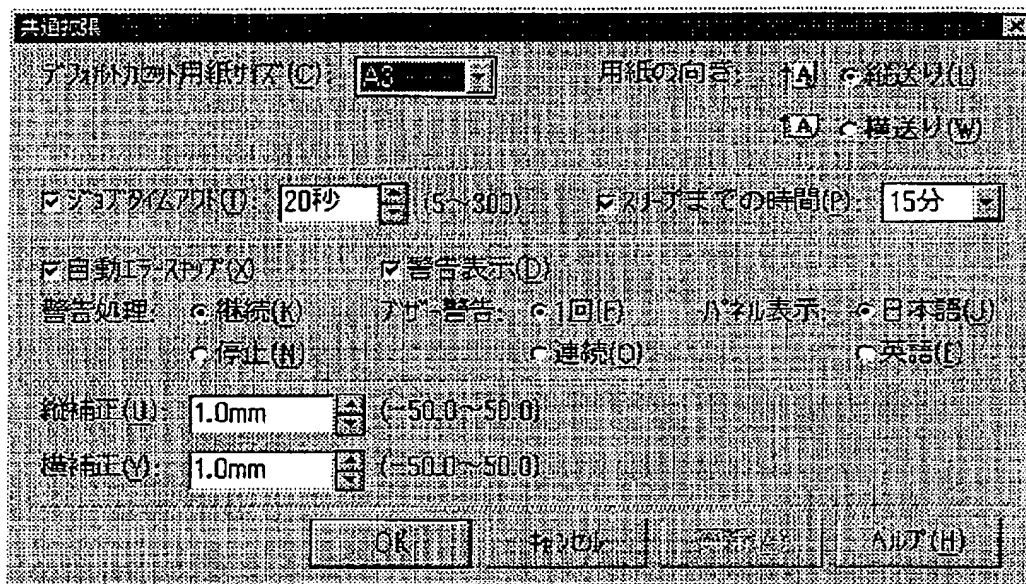 共通拡張
デフォルトカセット用紙サイズ(C): A3 用紙の向き: A 縦送り(L)
A 横送り(W)
ジョブタイムアウト(T): 20秒 (5~300) スリープまでの時間(P): 15分
自動エラースキップ(X) 警告表示(D)
警告処理: 継続(K) ブザー警告: 1回(F) パネル表示: 日本語(J)
停止(N) 連続(O) 英語(E)
縦補正(U): 1.0mm (-50.0~50.0)
横補正(V): 1.0mm (-50.0~50.0)
OK キャンセル ヘルプ(H)